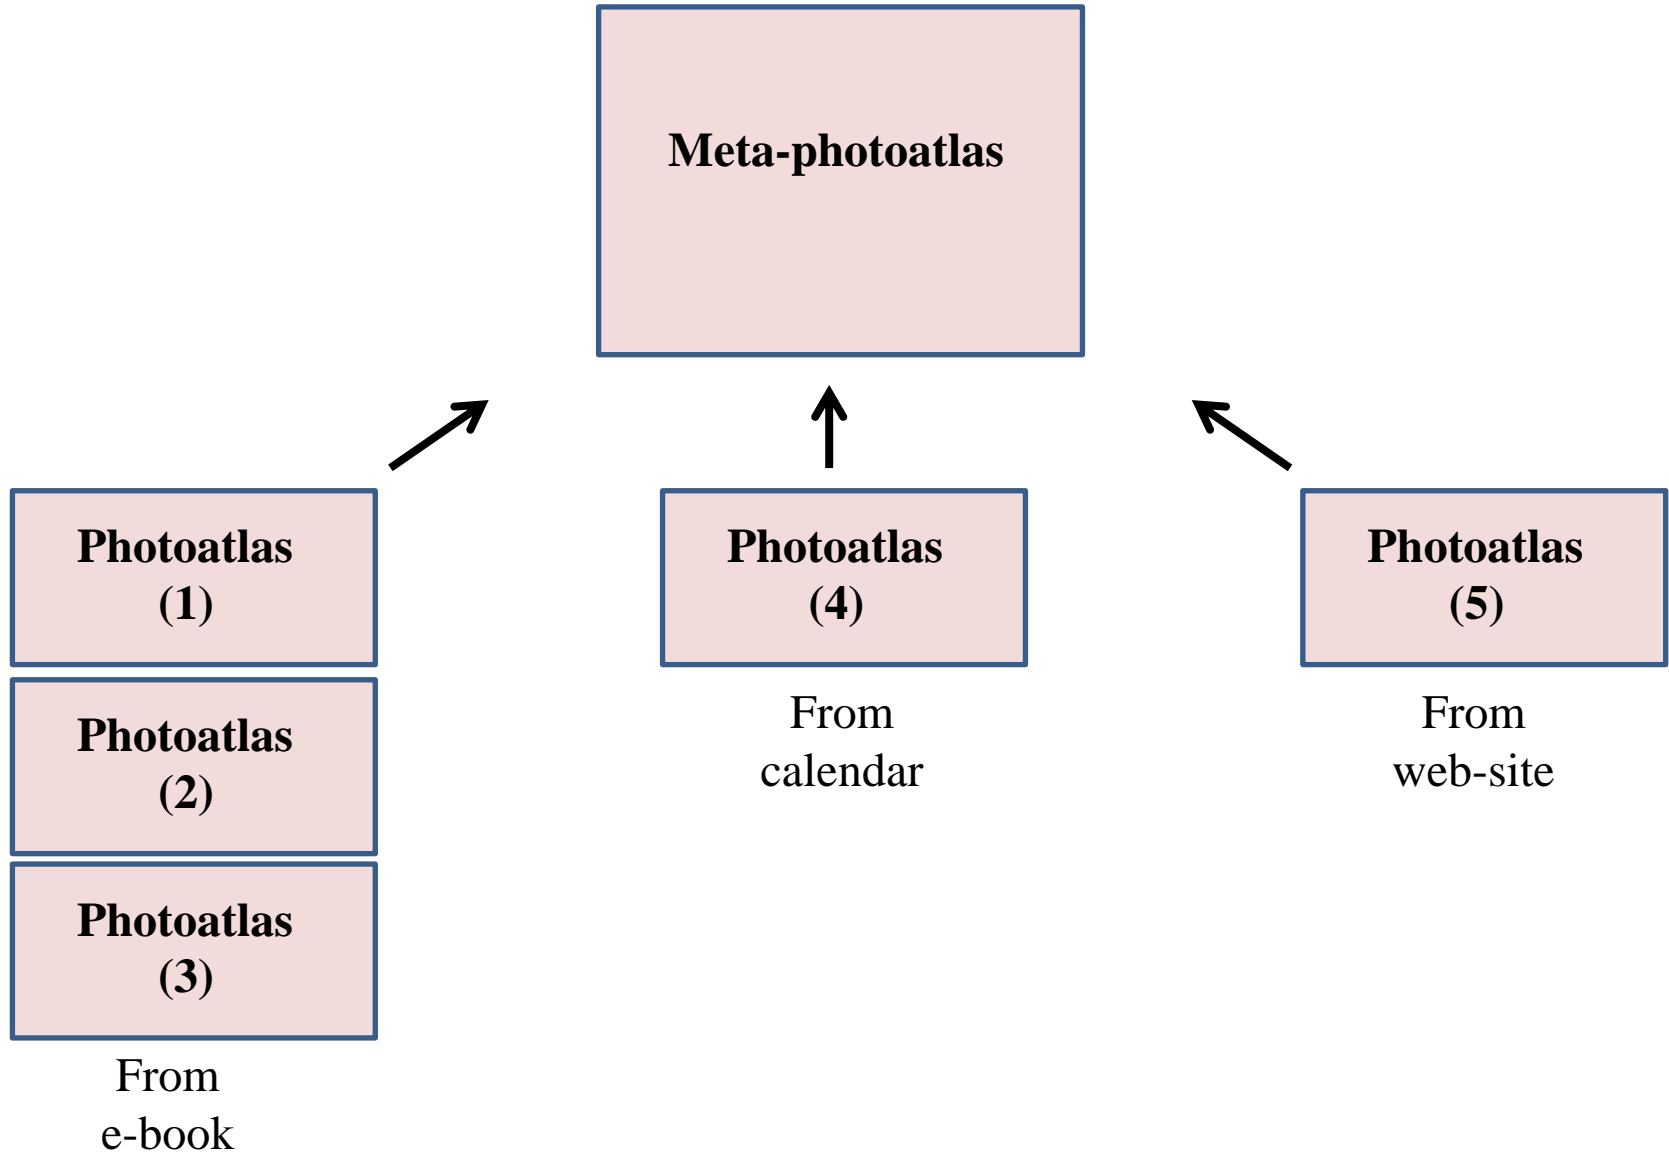 Meta-photoatlas
Photoatlas
(1)
Photoatlas
(2)
Photoatlas
(3)
From
e-book
Photoatlas
(4)
From
calendar
Photoatlas
(5)
From
web-site